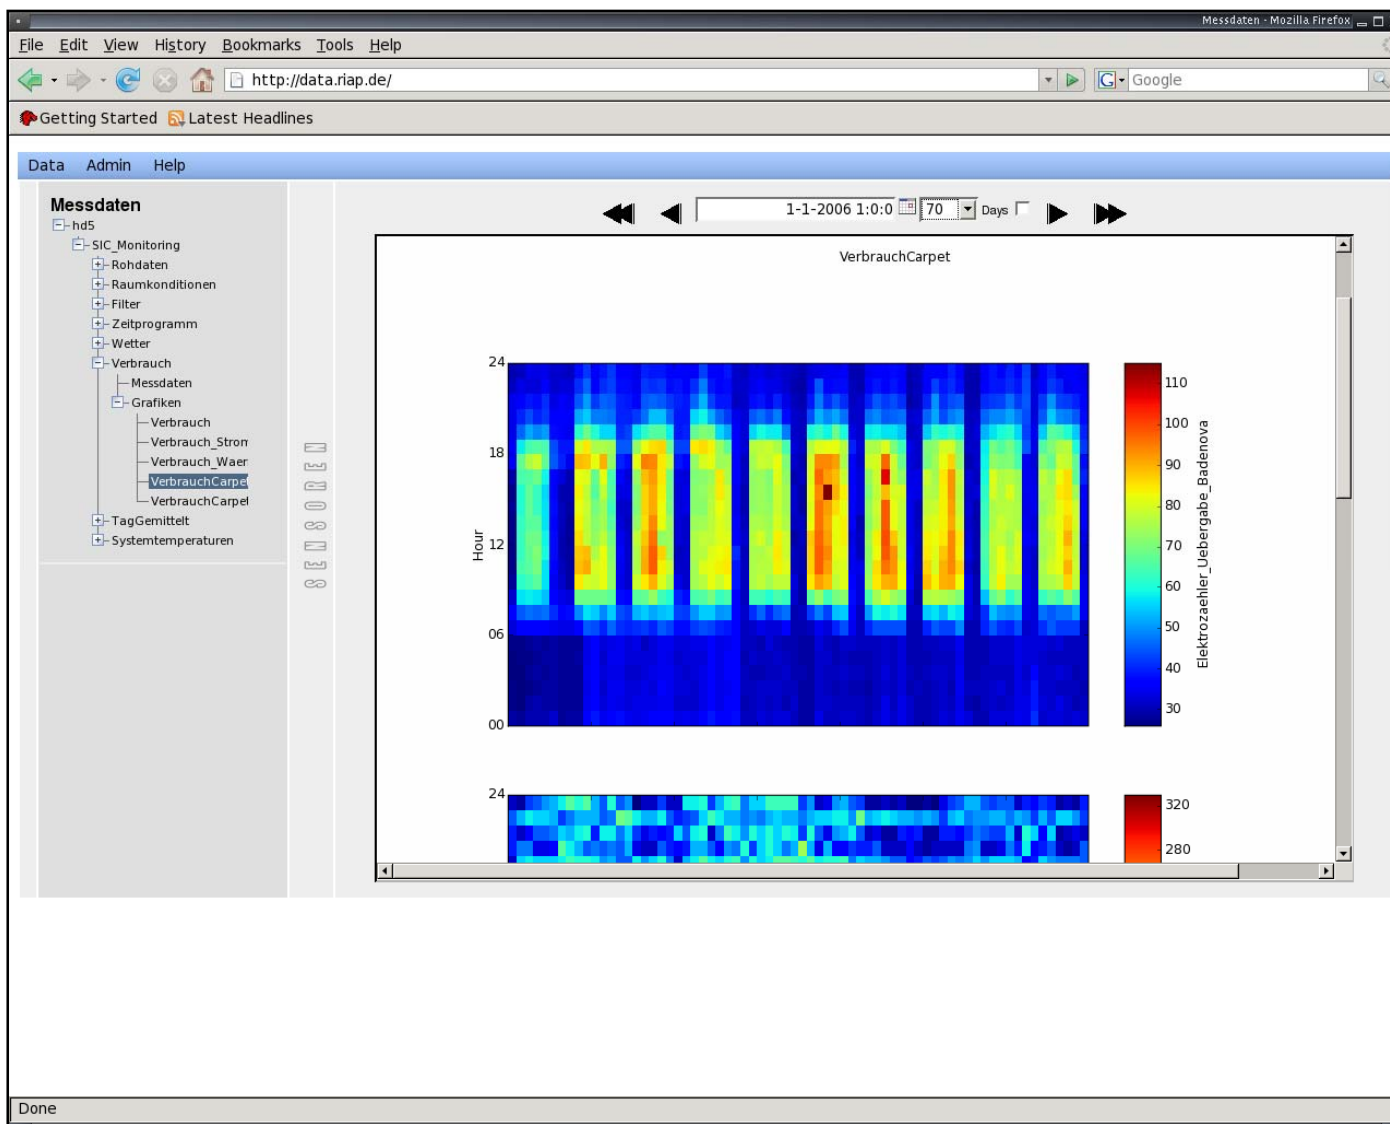 Messdaten - Mozilla Firefox
File Edit View History Bookmarks Tools Help
http://data.riap.de/
Google
Getting Started Latest Headlines
Data Admin Help
Messdaten
hd5
SIC_Monitoring
Rohdaten
Raumkonditionen
Filter
Zeitprogramm
Wetter
Verbrauch
Messdaten
Grafiken
Verbrauch
Verbrauch_Strom
Verbrauch_Waer
VerbrauchCarpet
VerbrauchCarpet
TagGemittelt
Systemtemperaturen
1-1-2006 1:0:0 70 Days
VerbrauchCarpet
24
18
12
06
00
Hour
110
100
90
80
70
60
50
40
30
Elektrozaehler_Uebergabe_Badenova
24
320
280
Done